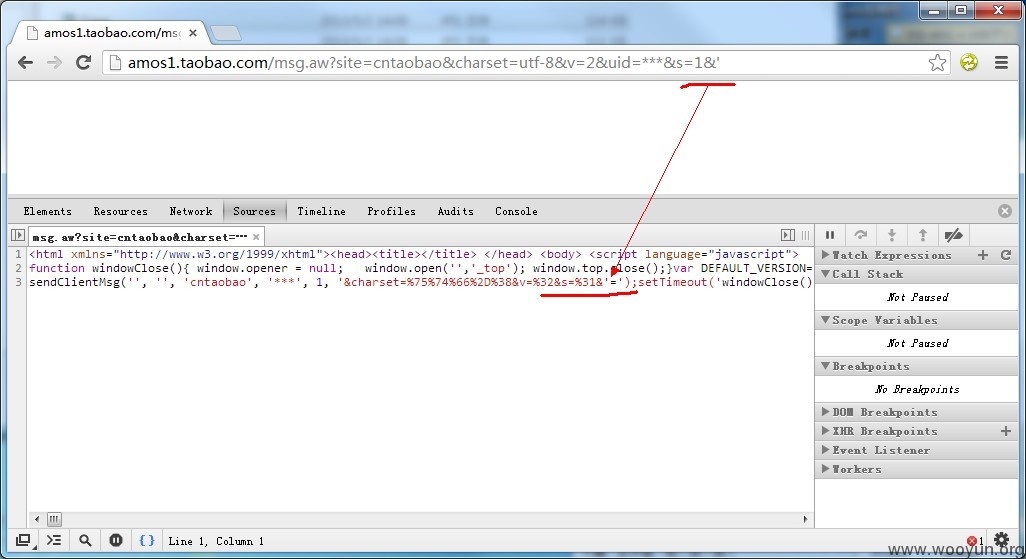 amos1.taobao.com/msg
amos1.taobao.com/msg.aw?site=cntaobao&charset=utf-8&v=2&uid=***&s=1&'
Elements Resources Network Sources Timeline Profiles Audits Console
msg.aw?site=cntaobao&charset=⋯ ×
Watch Expressions + 
1 <html xmlns="http://www.w3.org/1999/xhtml"><head><title></title> </head> <body> <script language="javascript">
2 function windowClose(){ window.opener = null; window.open('','_top'); window.top.close();}var DEFAULT_VERSION=
3 sendClientMsg('', '', 'cntaobao', '***', 1, '&charset=%75%74%66%2D%38&v=%32&s=%31&'=');setTimeout('windowClose()
Call Stack
Not Paused
Scope Variables
Not Paused
Breakpoints
No Breakpoints
DOM Breakpoints
XHR Breakpoints +
Event Listener
Workers
{ } Line 1, Column 1
1
www.wooyun.org